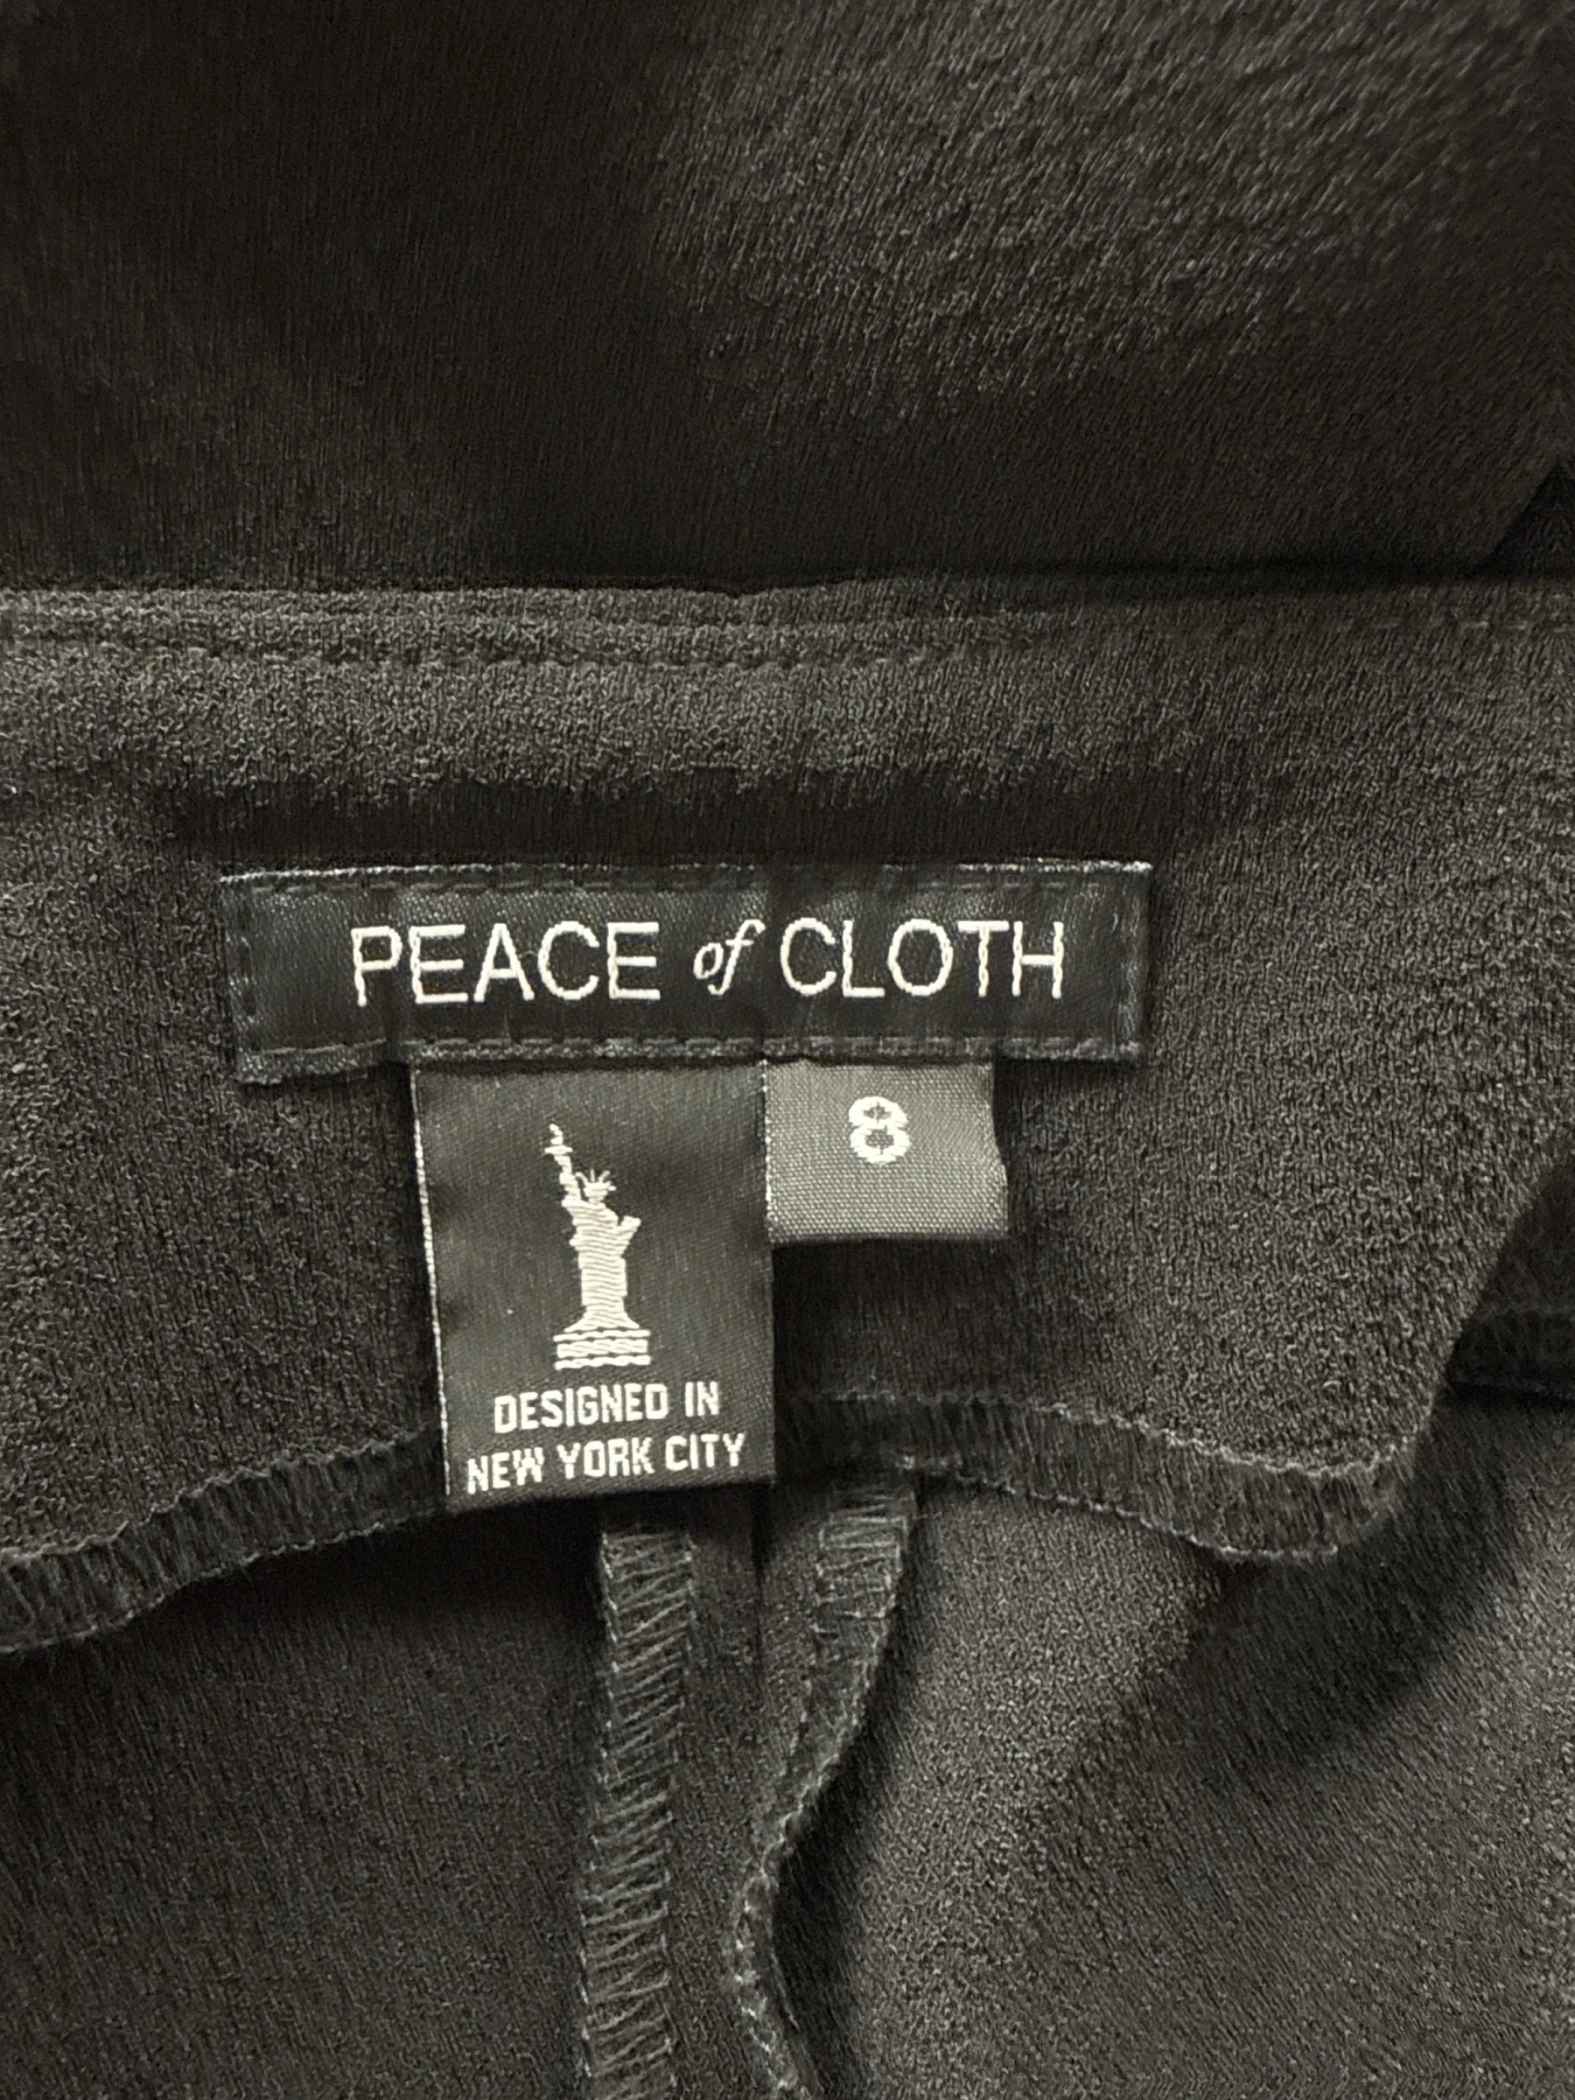 PEACE of CLOTH
8
DESIGNED IN
NEW YORK CITY